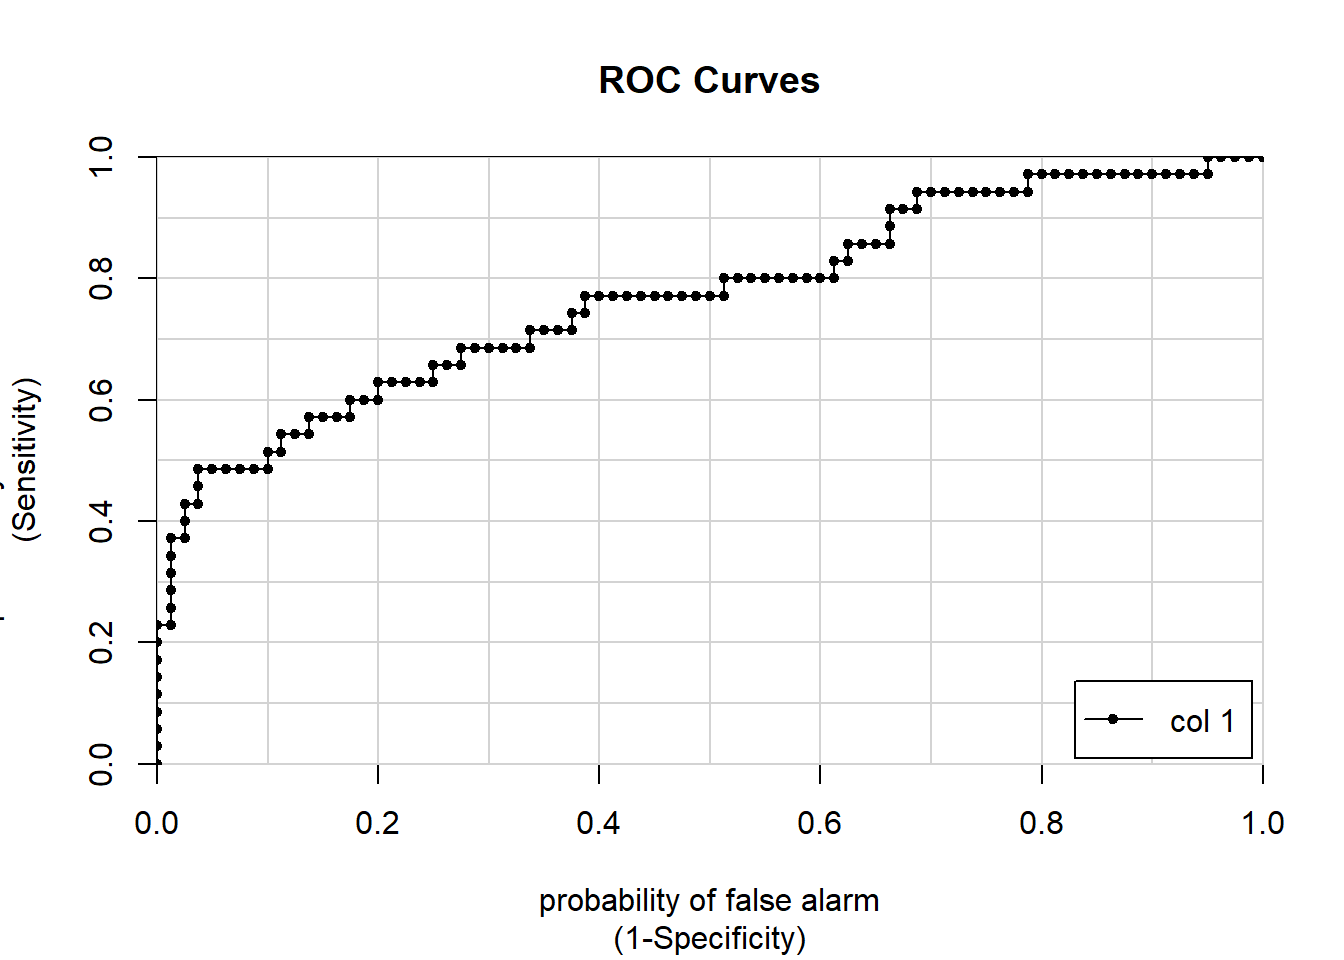 ROC Curves
(Sensitivity)
1.0
0.8
0.6
0.4
0.2
0.0
col 1
0.0 0.2 0.4 0.6 0.8 1.0
probability of false alarm
(1-Specificity)